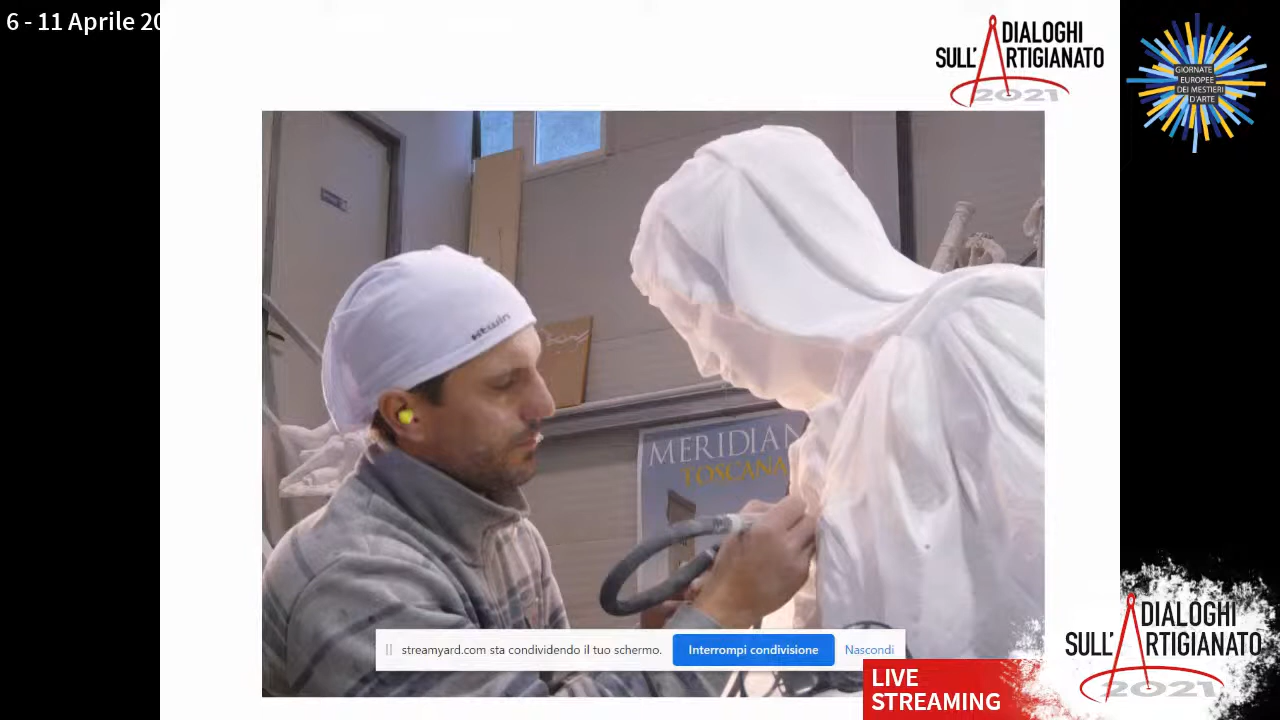 6 - 11 Aprile 20
DIALOGHI
SULL'ARTIGIANATO
2021
GIORNATE
EUROPEE
DEI MESTIERI
D'ARTE
MERIDIAN
TOSCANA
streamyard.com sta condividendo il tuo schermo.
Interrompi condivisione
Nascondi
LIVE
STREAMING
DIALOGHI
SULL'ARTIGIANATO
2021